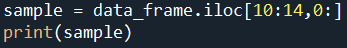 sample = data_frame.iloc[10:14,0:]
print(sample)